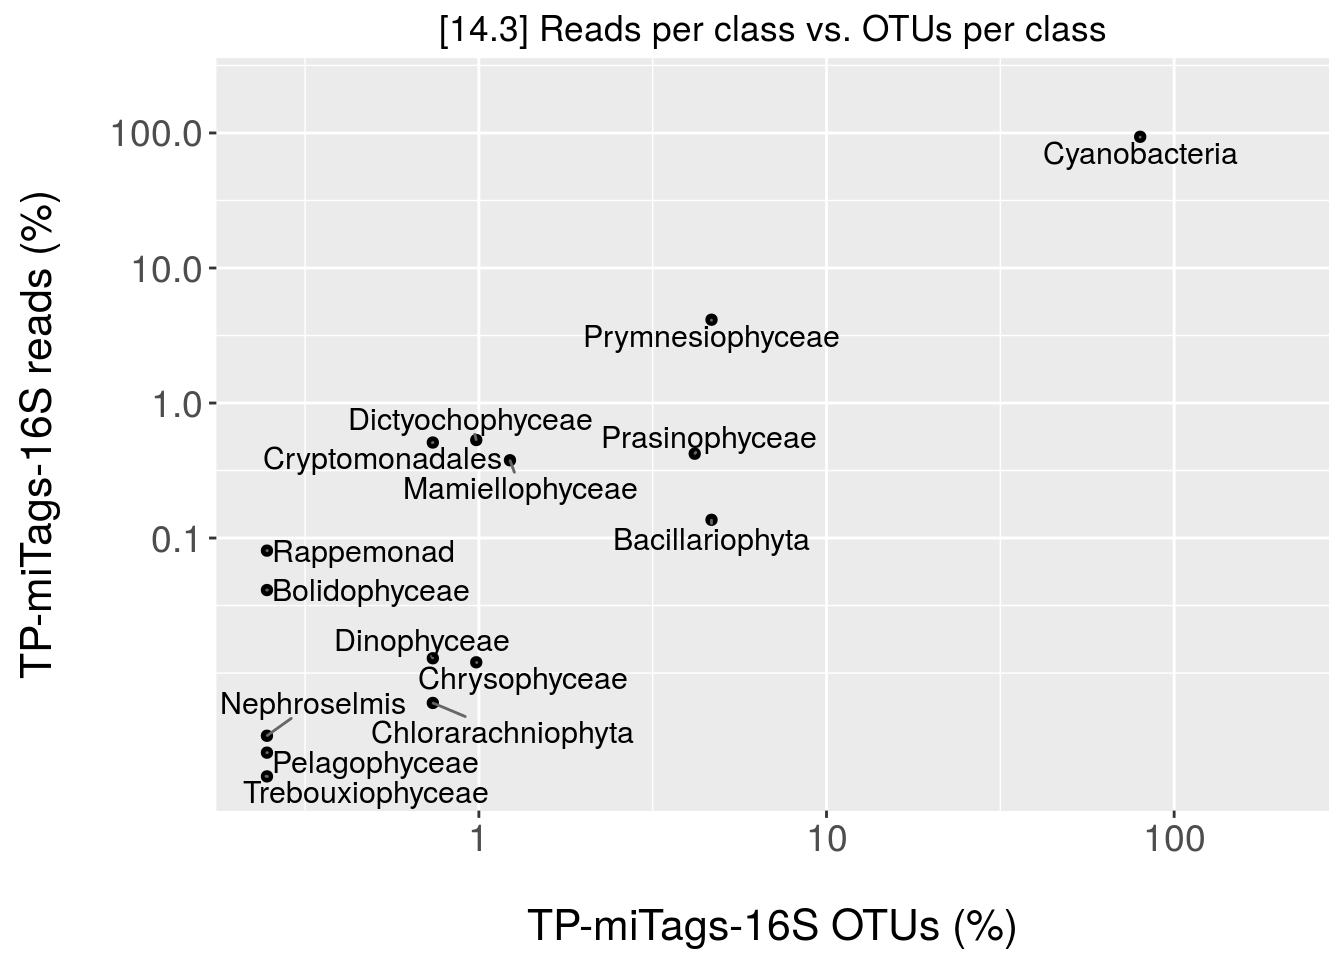 [14.3] Reads per class vs. OTUs per class
TP-miTags-16S reads (%)
100.0
10.0
1.0
0.1
Cyanobacteria
Prymnesiophyceae
Dictyochophyceae
Prasinophyceae
Cryptomonadales
Mamiellophyceae
Bacillariophyta
Rappemonad
Bolidophyceae
Dinophyceae
Chrysophyceae
Nephroselmis
Chlorarachniophyta
Pelagophyceae
Trebouxiophyceae
1
10
100
TP-miTags-16S OTUs (%)